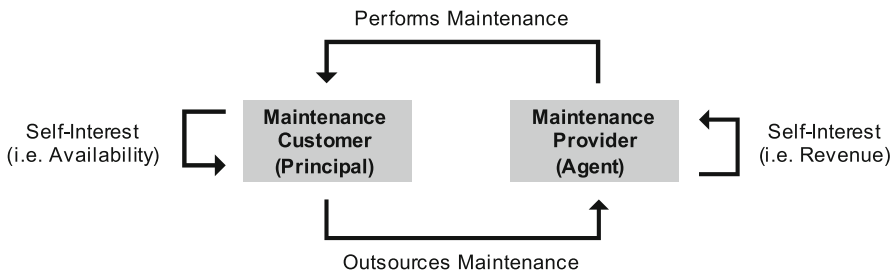 Performs Maintenance
Self-Interest
(i.e. Availability)
Maintenance
Customer
(Principal)
Maintenance
Provider
(Agent)
Self-Interest
(i.e. Revenue)
Outsources Maintenance